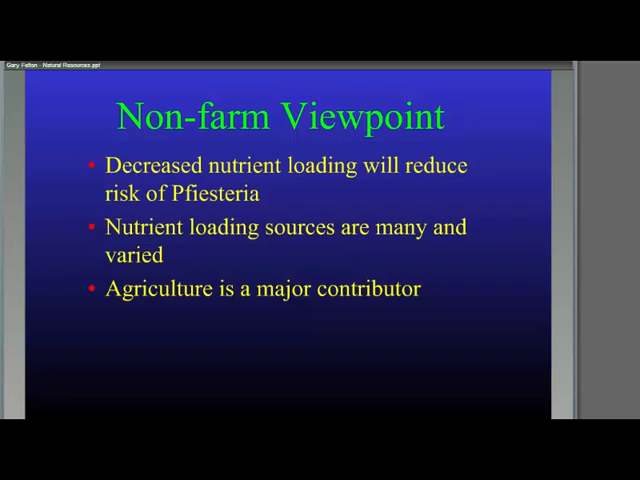 Gary Felton - Natural Resources.ppt
Non-farm Viewpoint
• Decreased nutrient loading will reduce
risk of Pfiesteria
• Nutrient loading sources are many and
varied
• Agriculture is a major contributor